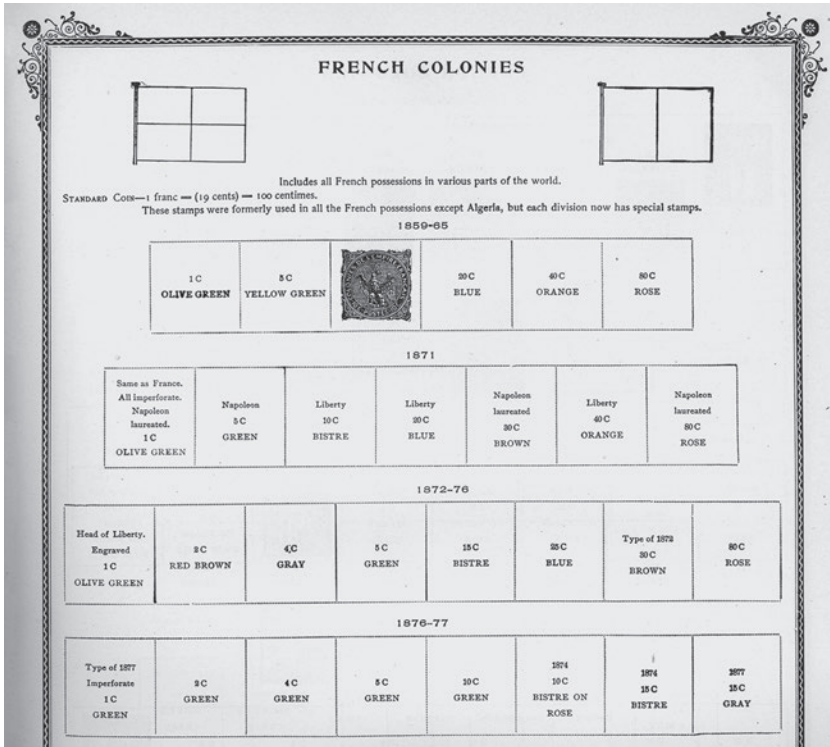 FRENCH COLONIES
Includes all French possessions in various parts of the world.
STANDARD COIN—1 franc = (19 cents) = 100 centimes.
These stamps were formerly used in all the French possessions except Algeria, but each division now has special stamps.
1859-65
1 C
OLIVE GREEN
5 C
YELLOW GREEN
20 C
BLUE
40 C
ORANGE
80 C
ROSE
1871
Same as France.
All imperforate.
Napoleon
laureated.
1 C
OLIVE GREEN
Napoleon
5 C
GREEN
Liberty
10 C
BISTRE
Liberty
20 C
BLUE
Napoleon
laureated
30 C
BROWN
Liberty
40 C
ORANGE
Napoleon
laureated
80 C
ROSE
1872-76
Head of Liberty.
Engraved
1 C
OLIVE GREEN
2 C
RED BROWN
4 C
GRAY
5 C
GREEN
15 C
BISTRE
25 C
BLUE
Type of 1872
30 C
BROWN
80 C
ROSE
1876-77
Type of 1877
Imperforate
1 C
GREEN
2 C
GREEN
4 C
GREEN
5 C
GREEN
10 C
GREEN
1874
10 C
BISTRE ON
ROSE
1874
15 C
BISTRE
1877
15 C
GRAY